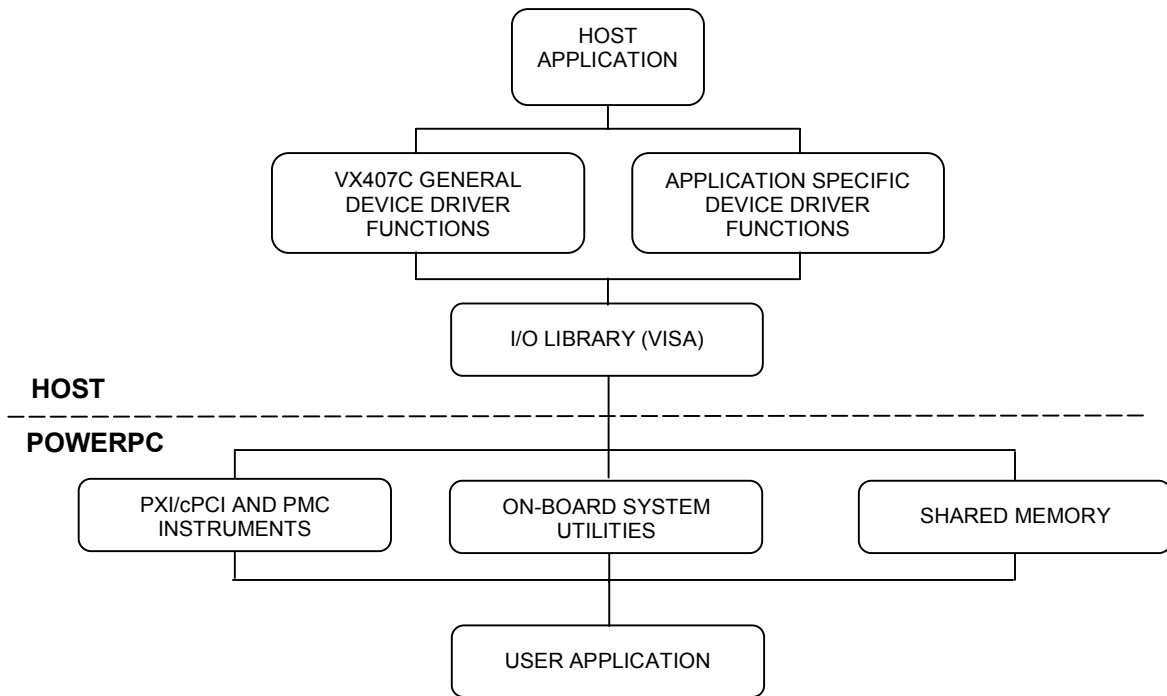 HOST
APPLICATION
VX407C GENERAL
DEVICE DRIVER
FUNCTIONS
APPLICATION SPECIFIC
DEVICE DRIVER
FUNCTIONS
I/O LIBRARY (VISA)
HOST
POWERPC
PXI/cPCI AND PMC
INSTRUMENTS
ON-BOARD SYSTEM
UTILITIES
SHARED MEMORY
USER APPLICATION